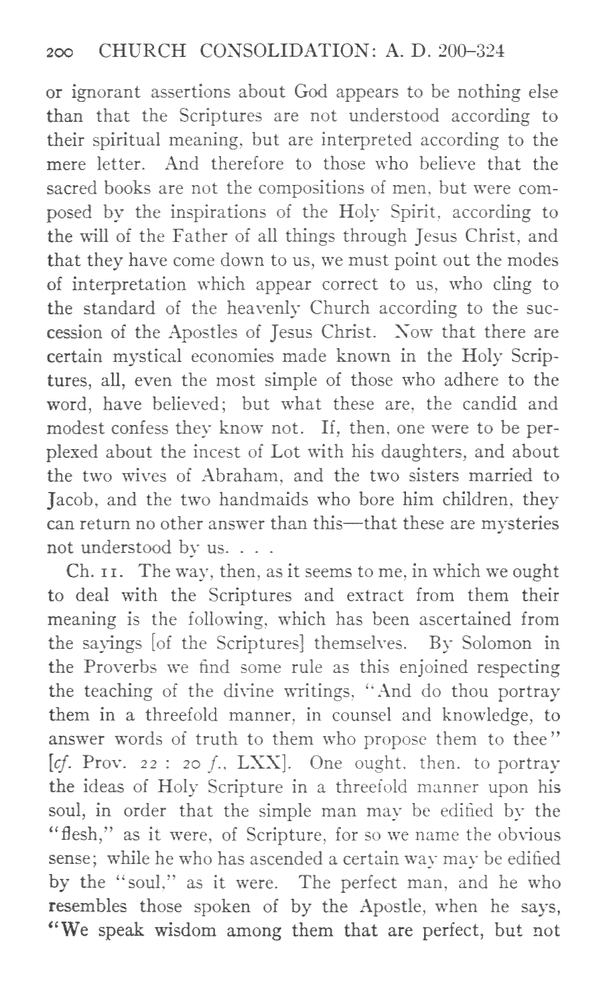 200 CHURCH CONSOLIDATION: A. D. 200–324
or ignorant assertions about God appears to be nothing else
than that the Scriptures are not understood according to
their spiritual meaning, but are interpreted according to the
mere letter. And therefore to those who believe that the
sacred books are not the compositions of men, but were com-
posed by the inspirations of the Holy Spirit, according to
the will of the Father of all things through Jesus Christ, and
that they have come down to us, we must point out the modes
of interpretation which appear correct to us, who cling to
the standard of the heavenly Church according to the suc-
cession of the Apostles of Jesus Christ. Now that there are
certain mystical economies made known in the Holy Scrip-
tures, all, even the most simple of those who adhere to the
word, have believed; but what these are, the candid and
modest confess they know not. If, then, one were to be per-
plexed about the incest of Lot with his daughters, and about
the two wives of Abraham, and the two sisters married to
Jacob, and the two handmaids who bore him children, they
can return no other answer than this—that these are mysteries
not understood by us. . . .
Ch. 11. The way, then, as it seems to me, in which we ought
to deal with the Scriptures and extract from them their
meaning is the following, which has been ascertained from
the sayings [of the Scriptures] themselves. By Solomon in
the Proverbs we find some rule as this enjoined respecting
the teaching of the divine writings, “And do thou portray
them in a threefold manner, in counsel and knowledge, to
answer words of truth to them who propose them to thee”
[cf. Prov. 22 : 20 f., LXX]. One ought, then, to portray
the ideas of Holy Scripture in a threefold manner upon his
soul, in order that the simple man may be edified by the
“flesh,” as it were, of Scripture, for so we name the obvious
sense; while he who has ascended a certain way may be edified
by the “soul,” as it were. The perfect man, and he who
resembles those spoken of by the Apostle, when he says,
“We speak wisdom among them that are perfect, but not